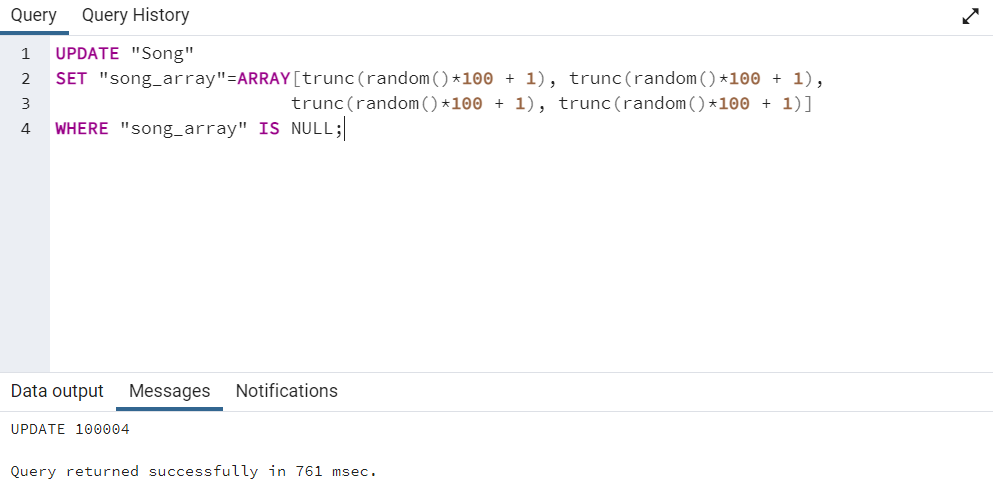 Query Query History
1 UPDATE "Song"
2 SET "song_array"=ARRAY[trunc(random()*100 + 1), trunc(random()*100 + 1),
3 trunc(random()*100 + 1), trunc(random()*100 + 1)]
4 WHERE "song_array" IS NULL;
Data output Messages Notifications
UPDATE 100004
Query returned successfully in 761 msec.